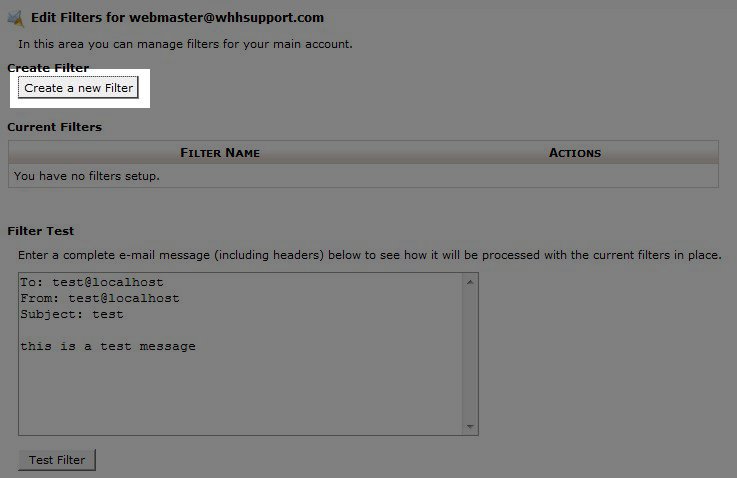 Edit Filters for webmaster@whhsupport.com
In this area you can manage filters for your main account.
Create Filter
Create a new Filter
Current Filters
FILTER NAME ACTIONS
You have no filters setup.
Filter Test
Enter a complete e-mail message (including headers) below to see how it will be processed with the current filters in place.
To: test@localhost
From: test@localhost
Subject: test
this is a test message
Test Filter